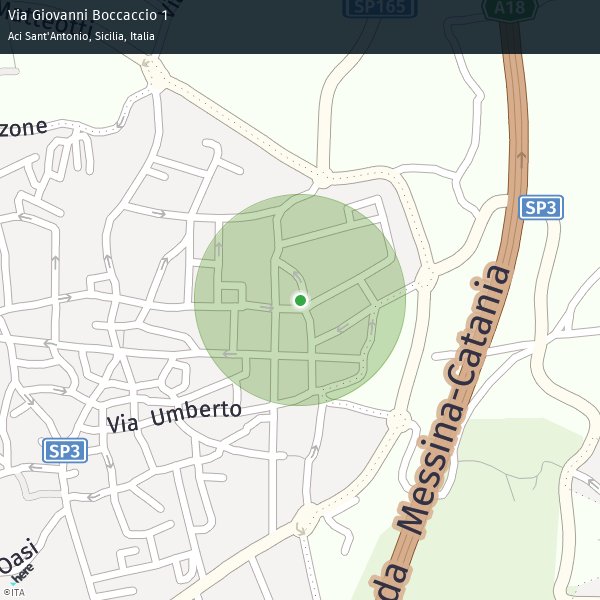 Via Giovanni Boccaccio 1
Aci Sant'Antonio, Sicilia, Italia
Matteotti
SP165
A18
zone
SP3
Messina-Catania
Via Umberto
SP3
Oasi
da
here
©ITA